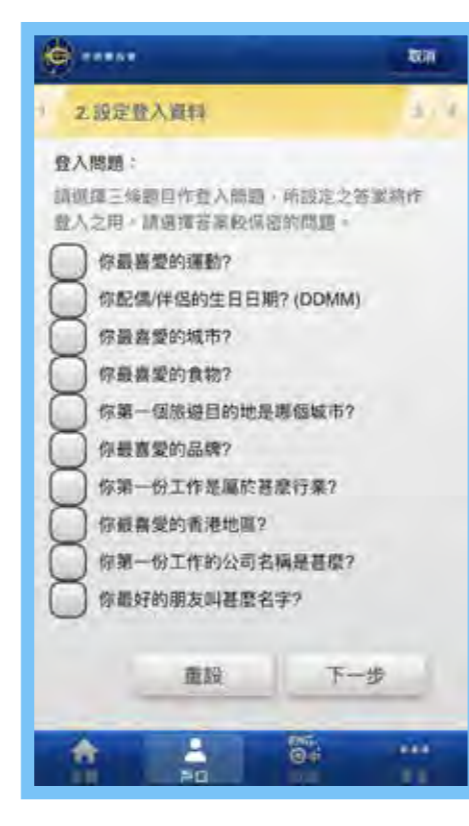 取消
2. 設定登入資料
3
4
登入問題：
請選擇三條題目作登入問題，所設定之答案將作
登入之用。請選擇答案較保密的問題。
你最喜愛的運動?
你配偶/伴侶的生日日期? (DDMM)
你最喜愛的城市?
你最喜愛的食物?
你第一個旅遊目的地是哪個城市?
你最喜愛的品牌?
你第一份工作是屬於甚麼行業?
你最喜愛的香港地區?
你第一份工作的公司名稱是甚麼?
你最好的朋友叫甚麼名字?
重設
下一步
ENG
中
戶口